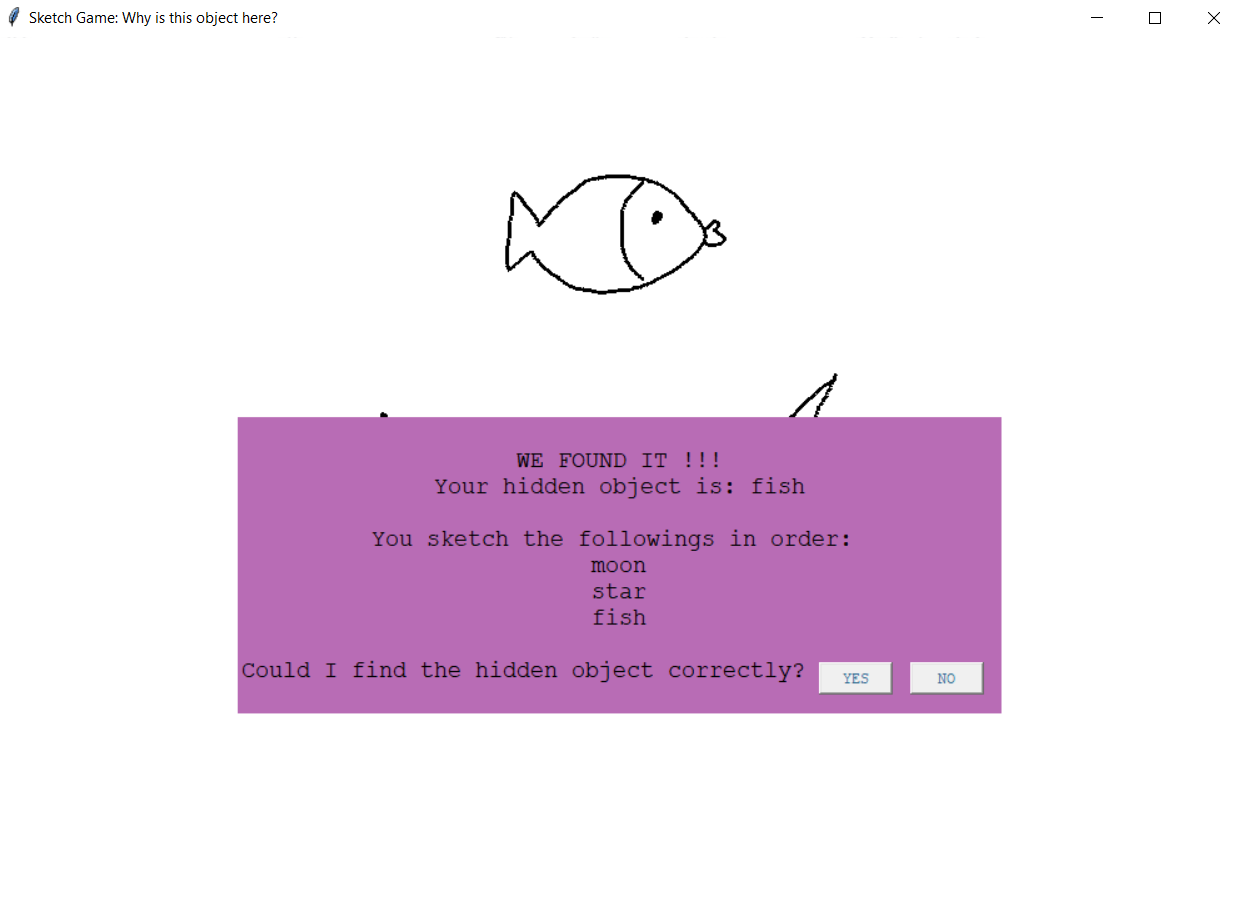 Sketch Game: Why is this object here?
WE FOUND IT !!!
Your hidden object is: fish
You sketch the followings in order:
moon
star
fish
Could I find the hidden object correctly? YES NO